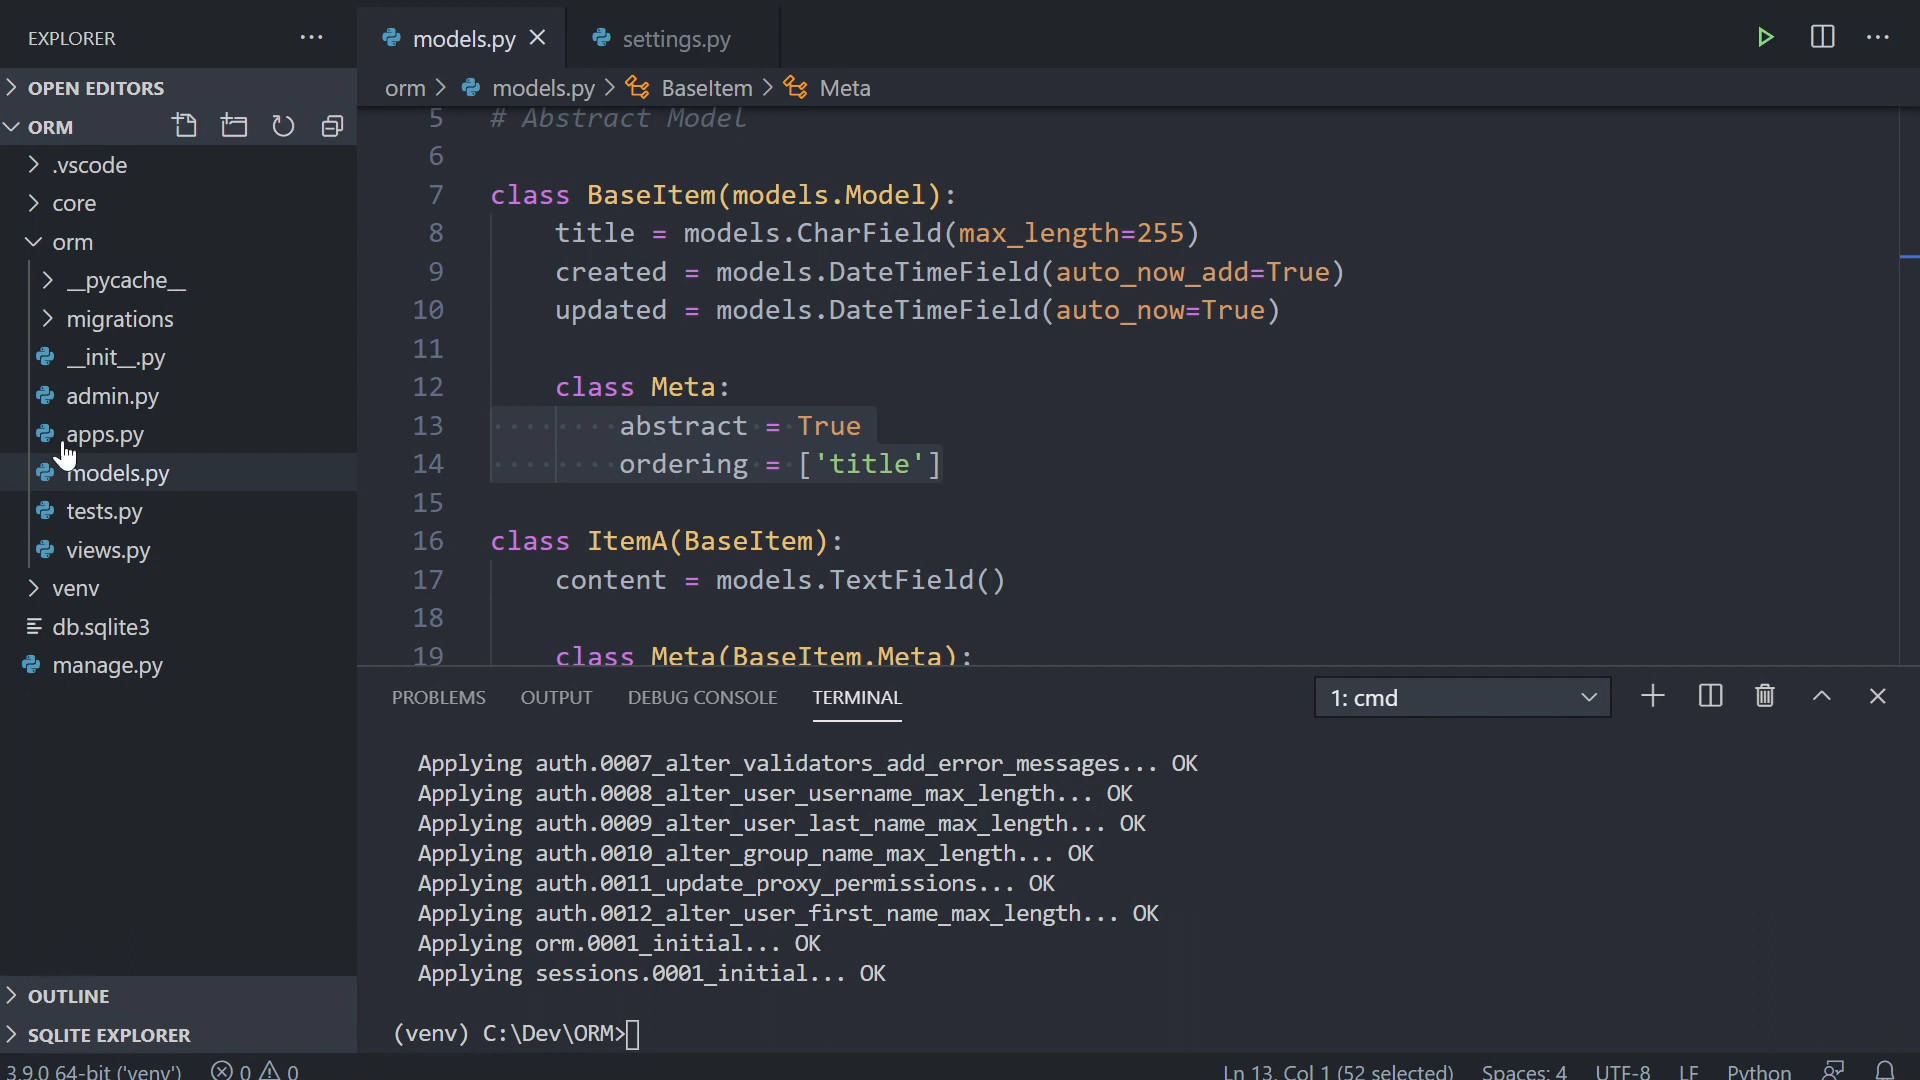 EXPLORER
OPEN EDITORS
ORM
.vscode
core
orm
__pycache__
migrations
__init__.py
admin.py
apps.py
models.py
tests.py
views.py
venv
db.sqlite3
manage.py
OUTLINE
SQLITE EXPLORER
models.py
settings.py
orm > models.py > BaseItem > Meta
5 # Abstract Model
6
7 class BaseItem(models.Model):
8 title = models.CharField(max_length=255)
9 created = models.DateTimeField(auto_now_add=True)
10 updated = models.DateTimeField(auto_now=True)
11
12 class Meta:
13 abstract = True
14 ordering = ['title']
15
16 class ItemA(BaseItem):
17 content = models.TextField()
18
19 class Meta(BaseItem.Meta):
PROBLEMS OUTPUT DEBUG CONSOLE TERMINAL
1: cmd
Applying auth.0007_alter_validators_add_error_messages... OK
Applying auth.0008_alter_user_username_max_length... OK
Applying auth.0009_alter_user_last_name_max_length... OK
Applying auth.0010_alter_group_name_max_length... OK
Applying auth.0011_update_proxy_permissions... OK
Applying auth.0012_alter_user_first_name_max_length... OK
Applying orm.0001_initial... OK
Applying sessions.0001_initial... OK
(venv) C:\Dev\ORM>
3.9.0 64-bit ('venv') 0 0 Ln 13, Col 1 (52 selected) Spaces: 4 UTF-8 LF Python